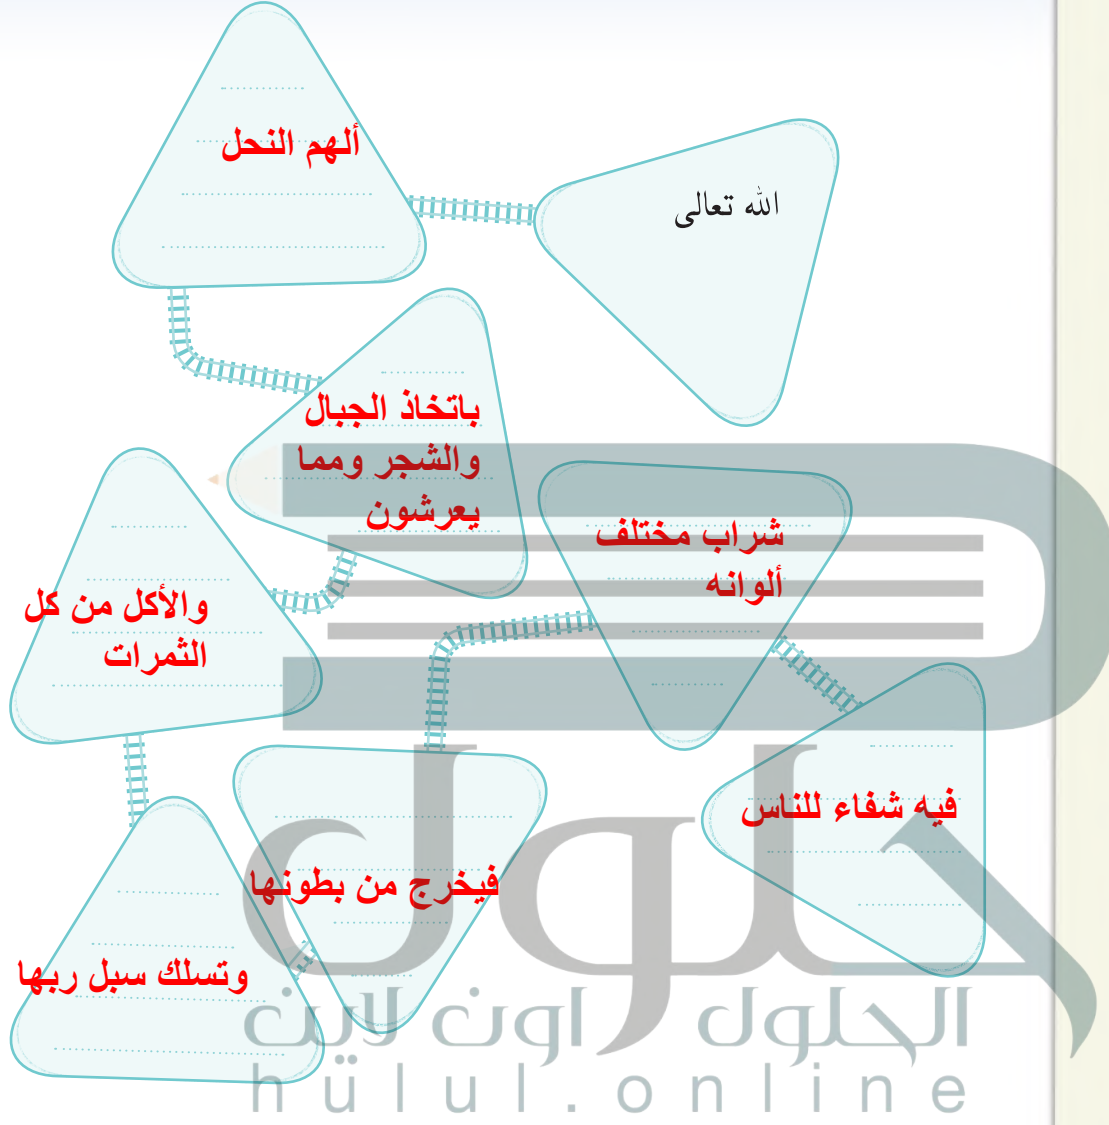 الله تعالى
ألهم النحل
باتخاذ الجبال
والشجر ومما
يعرشون
والأكل من كل
الثمرات
وتسلك سبل ربها
فيخرج من بطونها
شراب مختلف
ألوانه
فيه شفاء للناس
حلول
الحلول اون لاين
hulul.online